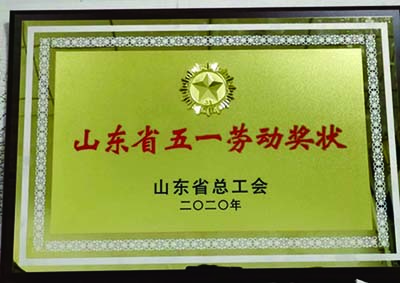 山东省五一劳动奖状
山东省总工会
二〇二〇年